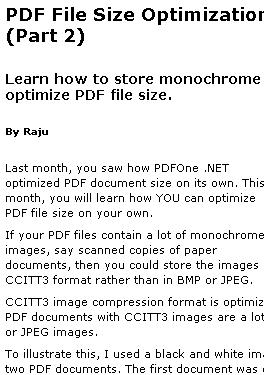 PDF File Size Optimization
(Part 2)
Learn how to store monochrome
optimize PDF file size.
By Raju
Last month, you saw how PDFOne .NET
optimized PDF document size on its own. This
month, you will learn how YOU can optimize
PDF file size on your own.
If your PDF files contain a lot of monochrome
images, say scanned copies of paper
documents, then you could store the images
CCITT3 format rather than in BMP or JPEG.
CCITT3 image compression format is optimiz
PDF documents with CCITT3 images are a lot
or JPEG images.
To illustrate this, I used a black and white ima
two PDF documents. The first document was